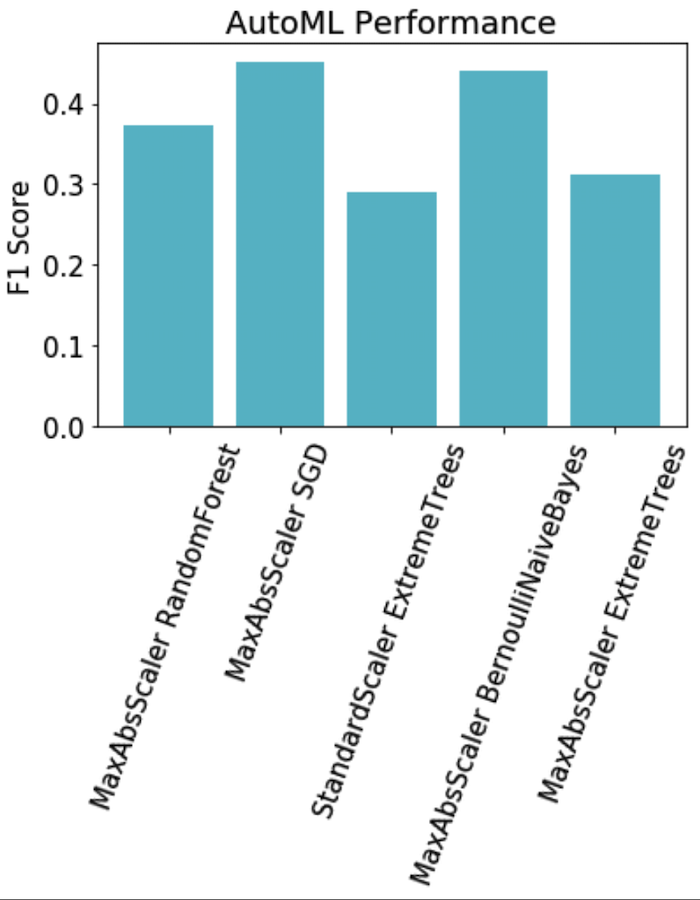 AutoML Performance
F1 Score
0.4
0.3
0.2
0.1
0.0
MaxAbsScaler RandomForest
MaxAbsScaler SGD
StandardScaler ExtremeTrees
MaxAbsScaler BernoulliNaiveBayes
MaxAbsScaler ExtremeTrees